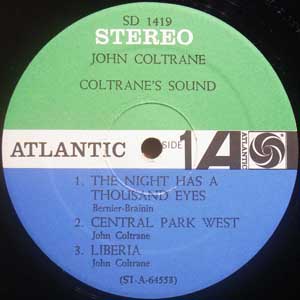 SD 1419
STEREO
JOHN COLTRANE
COLTRANE'S SOUND
ATLANTIC
SIDE 1 A
ATLANTIC
1. THE NIGHT HAS A
THOUSAND EYES
Bernier-Brainin
2. CENTRAL PARK WEST
John Coltrane
3. LIBERIA
John Coltrane
(ST-A-64553)